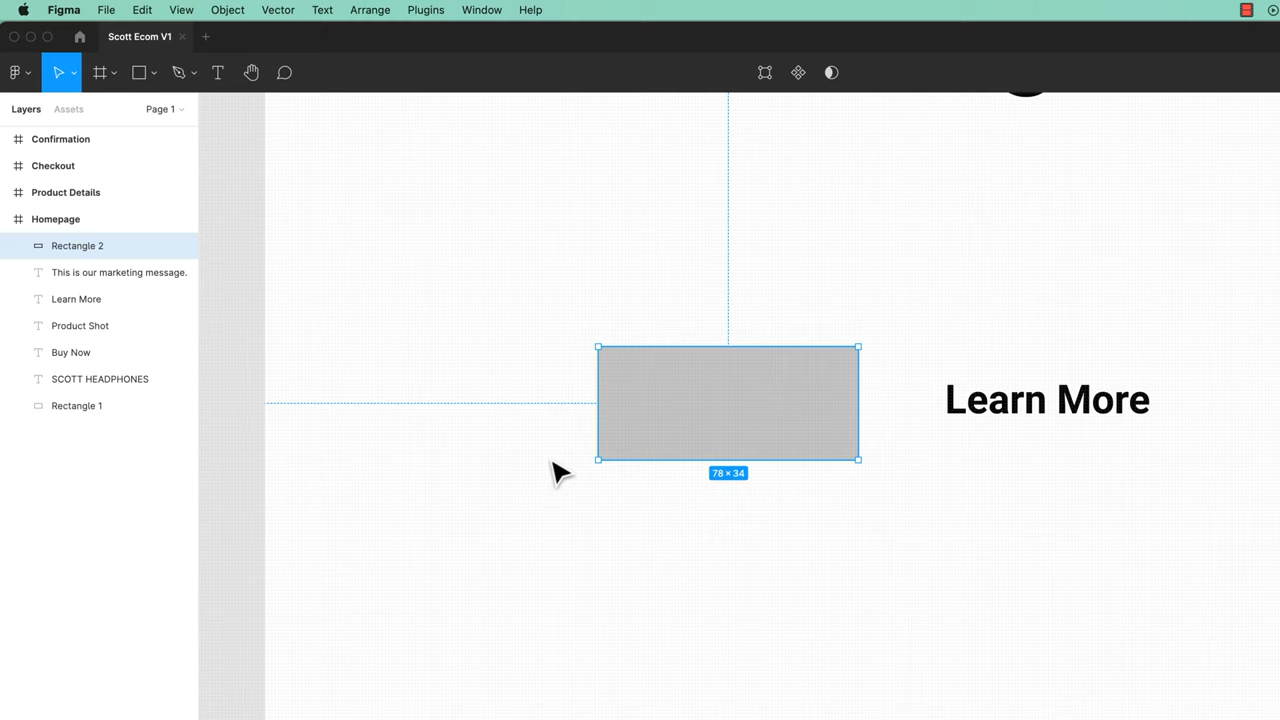 Figma File Edit View Object Vector Text Arrange Plugins Window Help
Scott Ecom V1
Layers Assets Page 1
Confirmation
Checkout
Product Details
Homepage
Rectangle 2
This is our marketing message.
Learn More
Product Shot
Buy Now
SCOTT HEADPHONES
Rectangle 1
Learn More
78 × 34